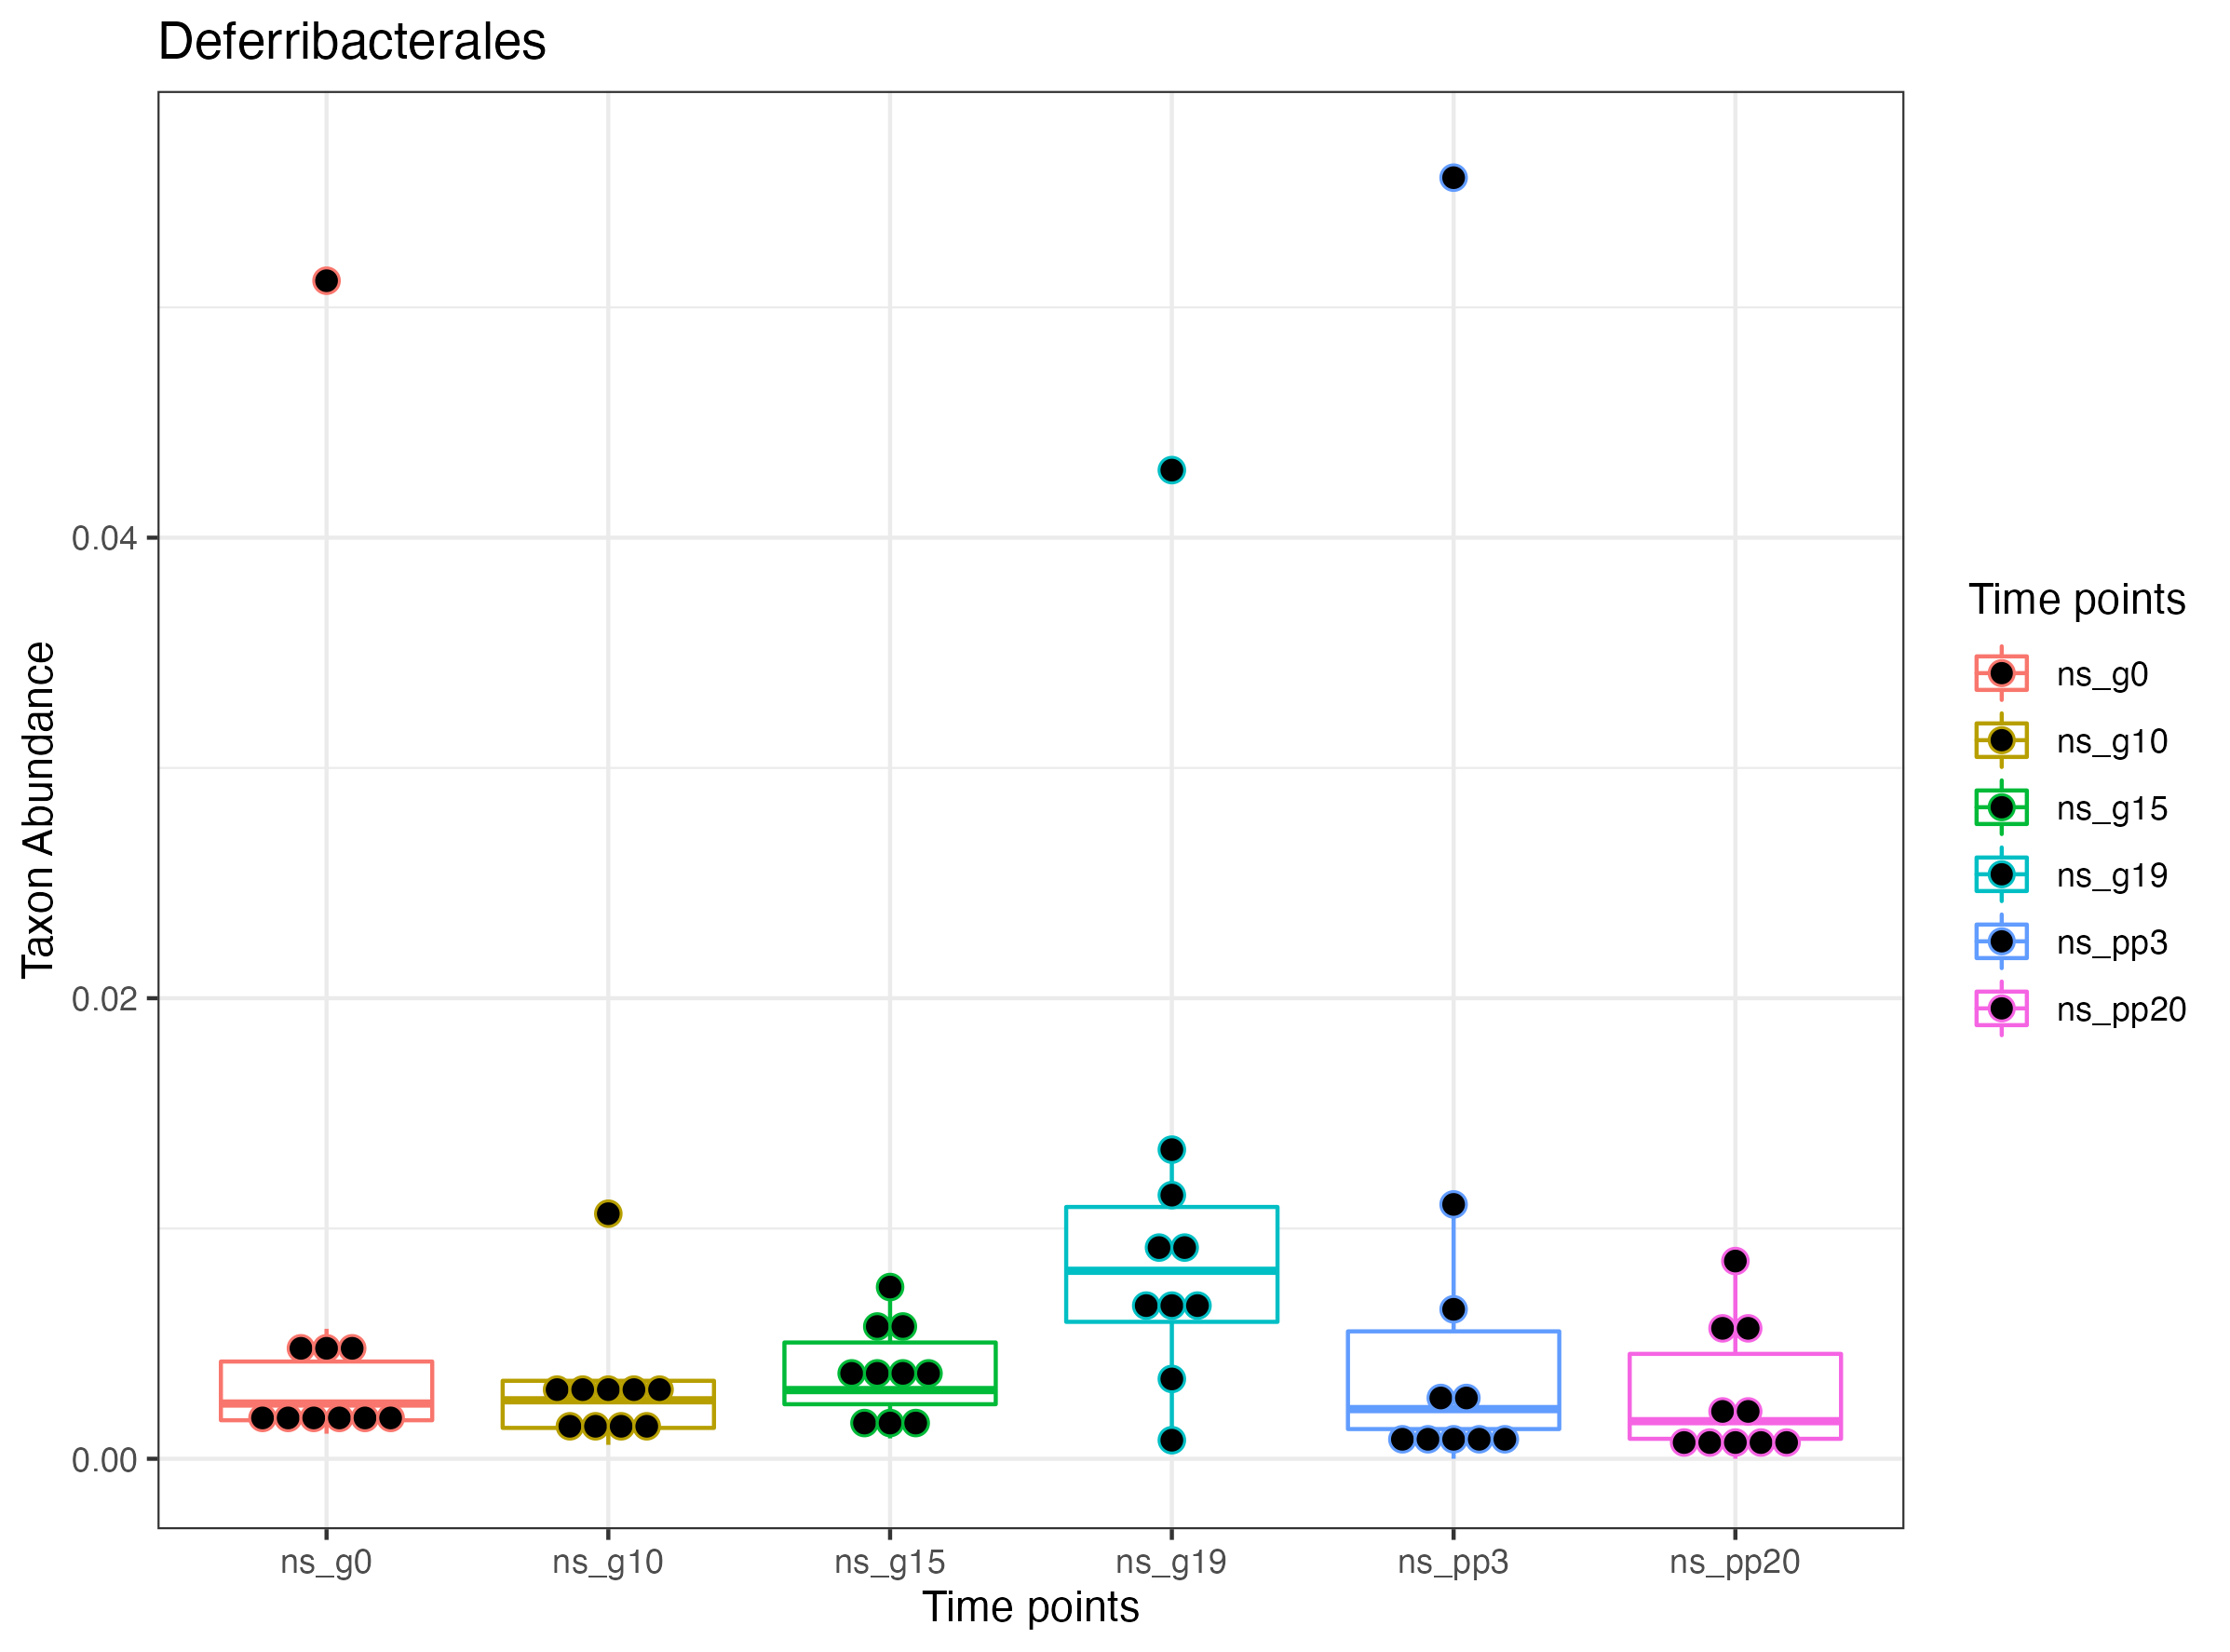 Deferribacterales
Taxon Abundance
0.04
0.02
0.00
ns_g0
ns_g10
ns_g15
ns_g19
ns_pp3
ns_pp20
Time points
Time points
ns_g0
ns_g10
ns_g15
ns_g19
ns_pp3
ns_pp20